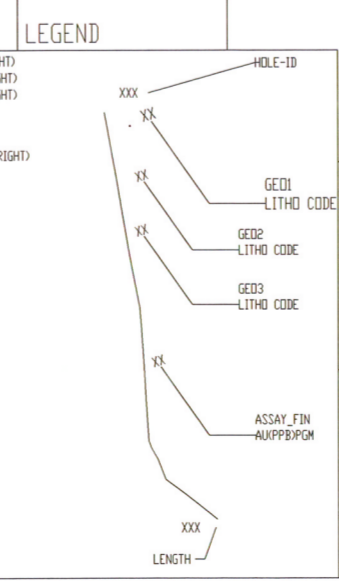 LEGEND
HT)
HT)
HT)
RIGHT)
HOLE-ID
XXX
XX
GEO1
LITHO CODE
XX
GEO2
LITHO CODE
XX
GEO3
LITHO CODE
XX
ASSAY_FIN
AU(PPB)PGM
XXX
LENGTH